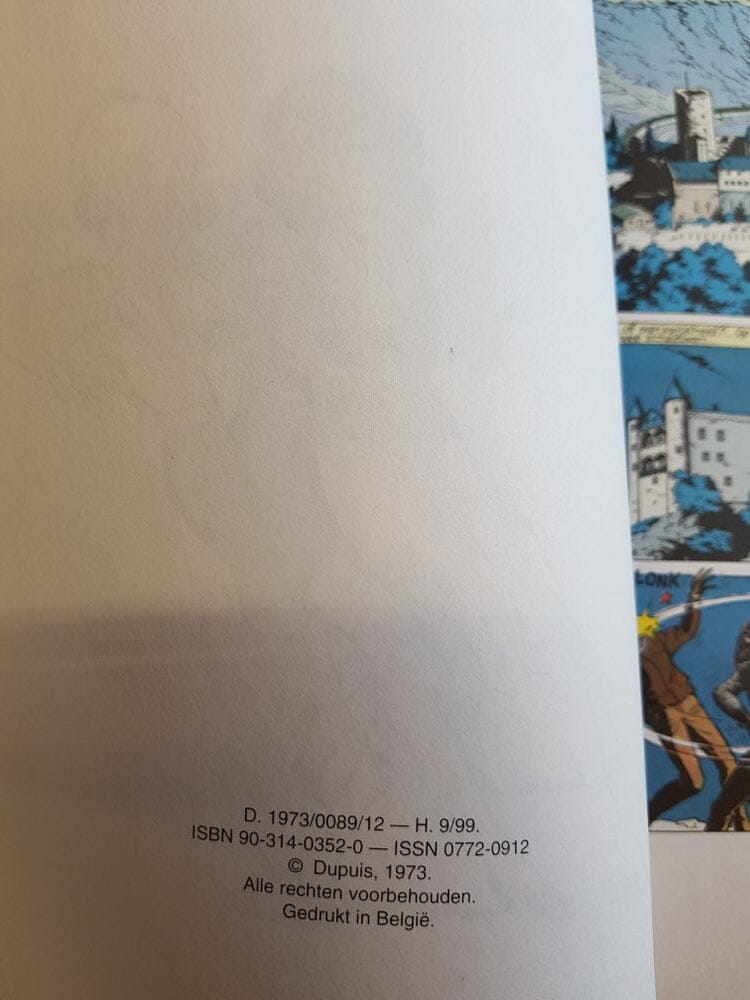 D. 1973/0089/12 — H. 9/99.
ISBN 90-314-0352-0 — ISSN 0772-0912
© Dupuis, 1973.
Alle rechten voorbehouden.
Gedrukt in België.
LONK